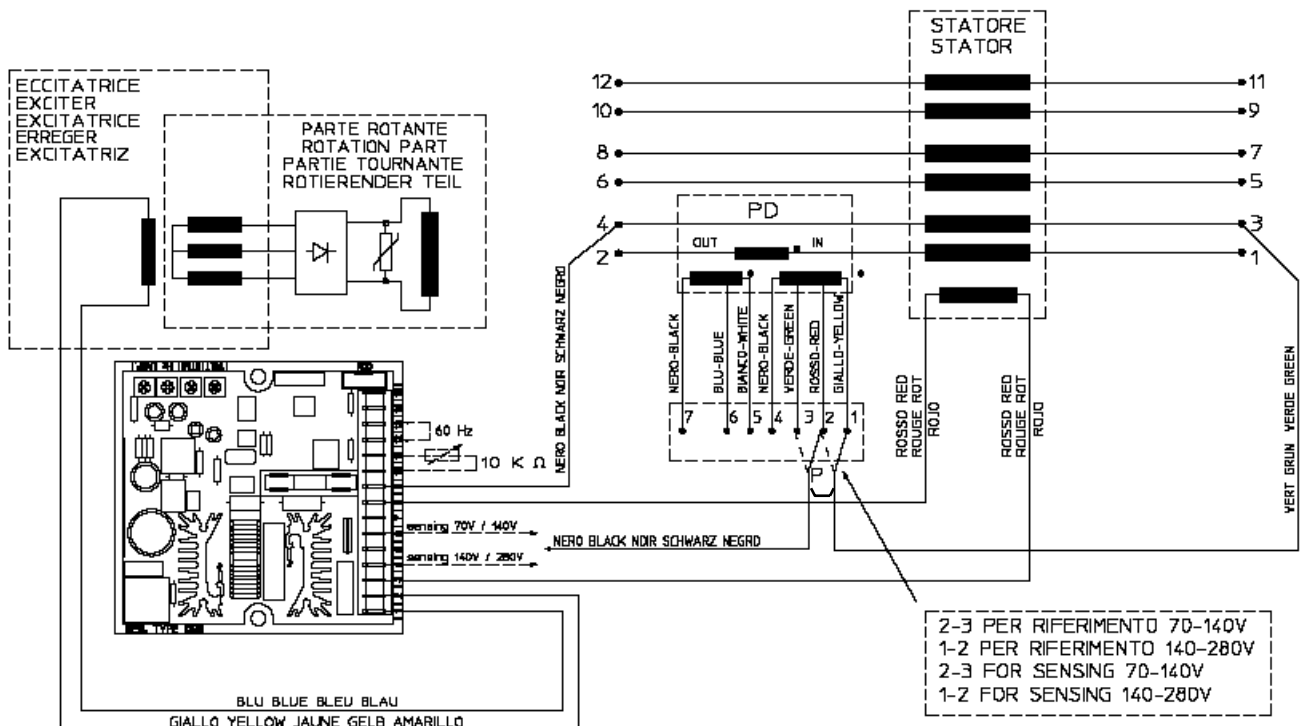 STATORE
STATOR
ECCITATRICE
EXCITER
EXCITATRICE
ERREGER
EXCITATRIZ
PARTE ROTANTE
ROTATION PART
PARTIE TOURNANTE
ROTIERENDER TEIL
12
11
10
9
8
7
6
5
4
3
2
1
PD
OUT
IN
NERO BLACK NOIR SCHWARZ NEGRO
NERO-BLACK
BLU-BLUE
BIANCO-WHITE
NERO-BLACK
VERDE-GREEN
ROSSO-RED
GIALLO-YELLOW
7 6 5 4 3 2 1
P
ROSSO RED
ROUGE ROT
ROJO
ROSSO RED
ROUGE ROT
ROJO
VERT GRUN VERDE GREEN
60 Hz
10 K Ω
sensing 70V / 140V
sensing 140V / 280V
NERO BLACK NOIR SCHWARZ NEGRO
2-3 PER RIFERIMENTO 70-140V
1-2 PER RIFERIMENTO 140-280V
2-3 FOR SENSING 70-140V
1-2 FOR SENSING 140-280V
BLU BLUE BLEU BLAU
GIALLO YELLOW JAUNE GELB AMARILLO